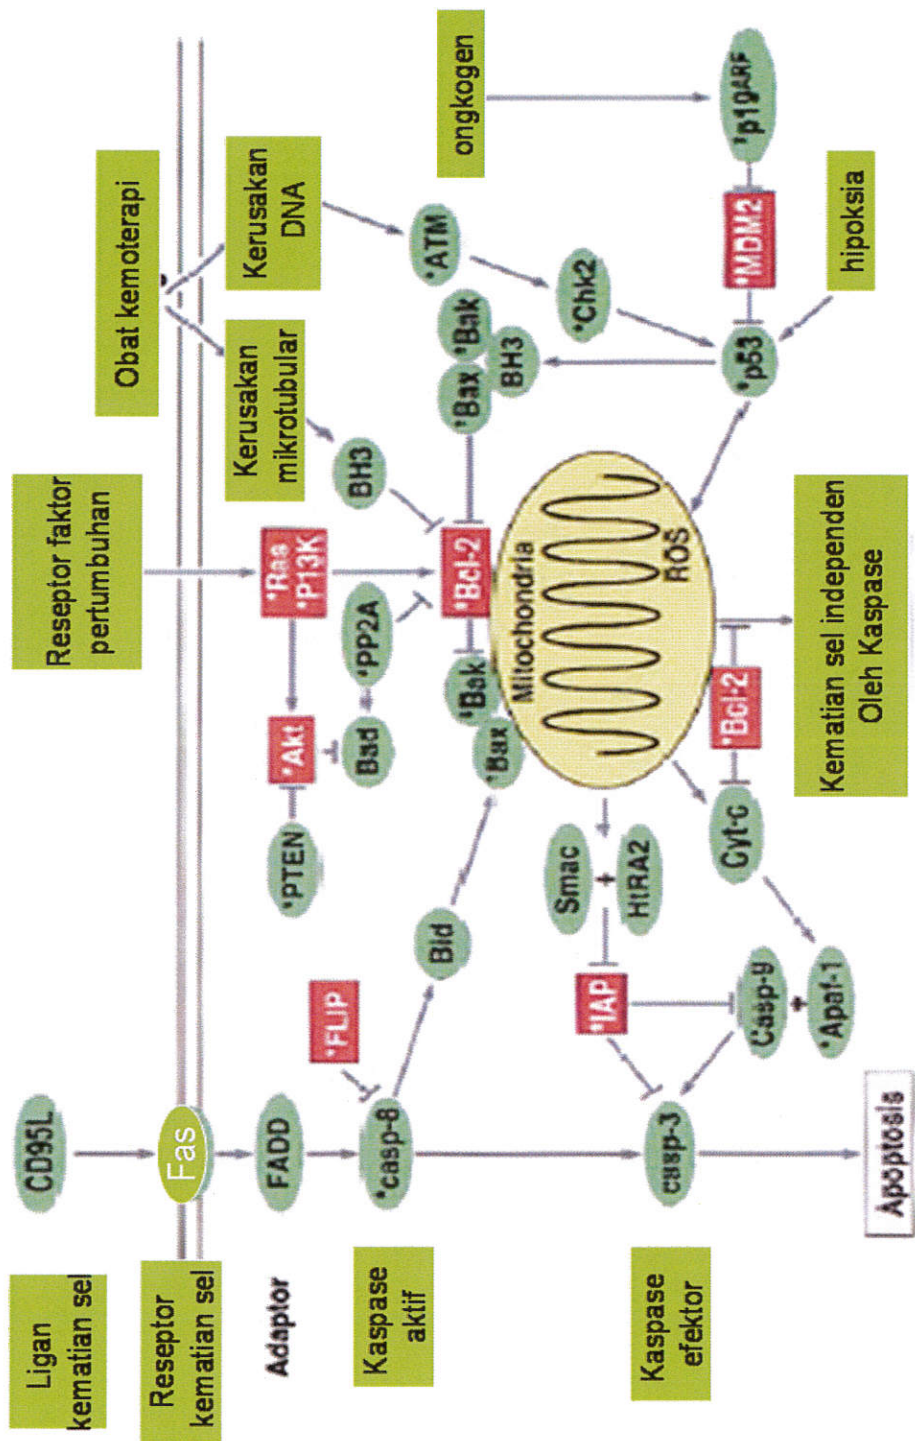 Ligan
kematian sel
Reseptor
kematian sel
Adaptor
Kaspase
aktif
Kaspase
efektor
CD95L
Fas
FADD
*casp-8
casp-3
Apoptosis
*FLIP
Bid
*PTEN
*Akt
Bad
*PP2A
Reseptor faktor
pertumbuhan
*Ras
*P13K
*Bcl-2
*Bak
*Bax
Obat kemoterapi
Kerusakan
mikrotubular
Kerusakan
DNA
BH3
*ATM
*Chk2
*Bax
*Bak
BH3
Mitochondria
ROS
Smac
+
HtRA2
*IAP
Casp-9
+
*Apaf-1
Cyt-c
*Bcl-2
Kematian sel independen
Oleh Kaspase
*p53
*MDM2
*p19ARF
ongkogen
hipoksia